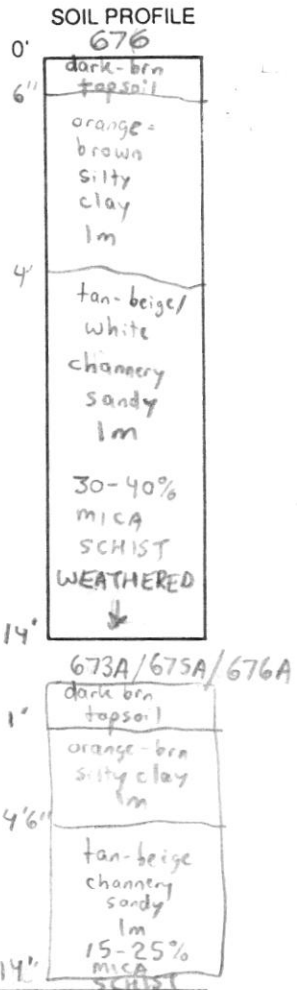 SOIL PROFILE
676
0'
dark-brn
6" topsoil
orange-
brown
silty
clay
lm
4'
tan-beige/
white
channery
sandy
lm
30-40%
MICA
SCHIST
WEATHERED
14'
673A/675A/676A
dark brn
1' topsoil
orange-brn
silty clay
lm
4'6"
tan-beige
channery
sandy
lm
15-25%
14' MICA
SCHIST